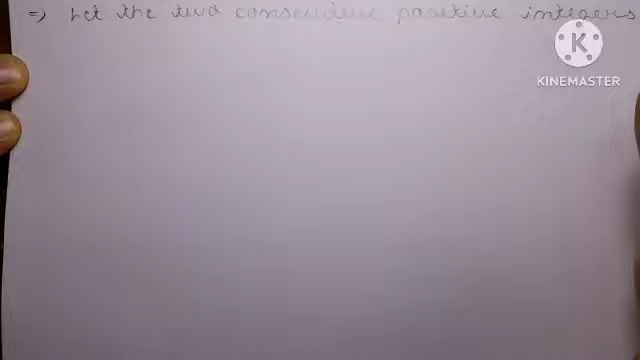 => Let the two consecutive positive integers
K
KINEMASTER